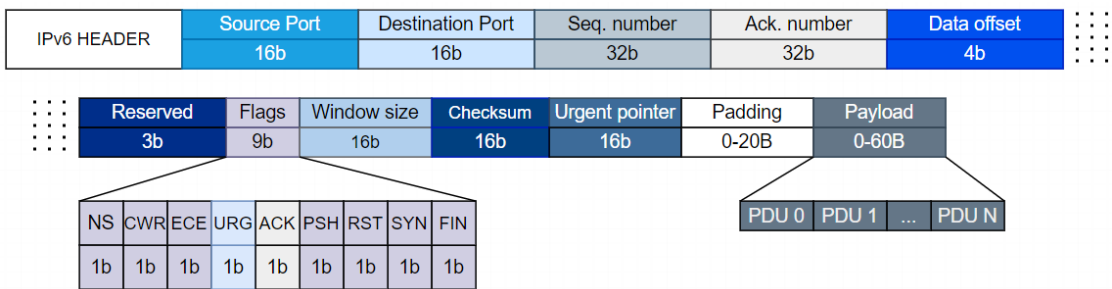 IPv6 HEADER
Source Port Destination Port Seq. number Ack. number Data offset
16b 16b 32b 32b 4b
Reserved Flags Window size Checksum Urgent pointer Padding Payload
3b 9b 16b 16b 16b 0-20B 0-60B
NS CWR ECE URG ACK PSH RST SYN FIN
1b 1b 1b 1b 1b 1b 1b 1b 1b
PDU 0 PDU 1 ... PDU N